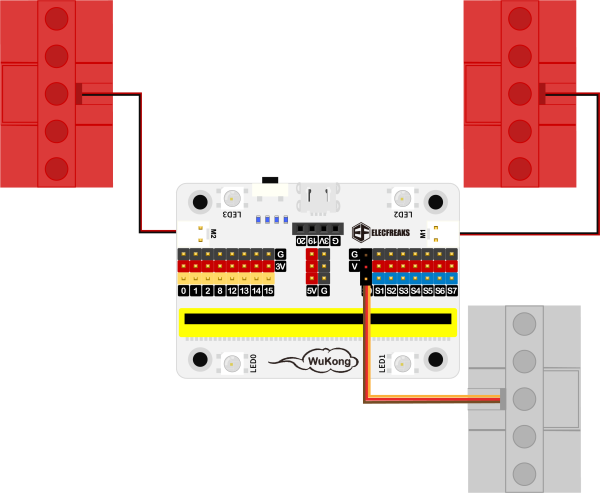 LED3
LED2
M2
G 3V 19 20
ELECFREAKS
M1
G
3V
G
V
0 1 2 8 12 13 14 15
5V G
S1 S2 S3 S4 S5 S6 S7
LED0
WuKong
LED1